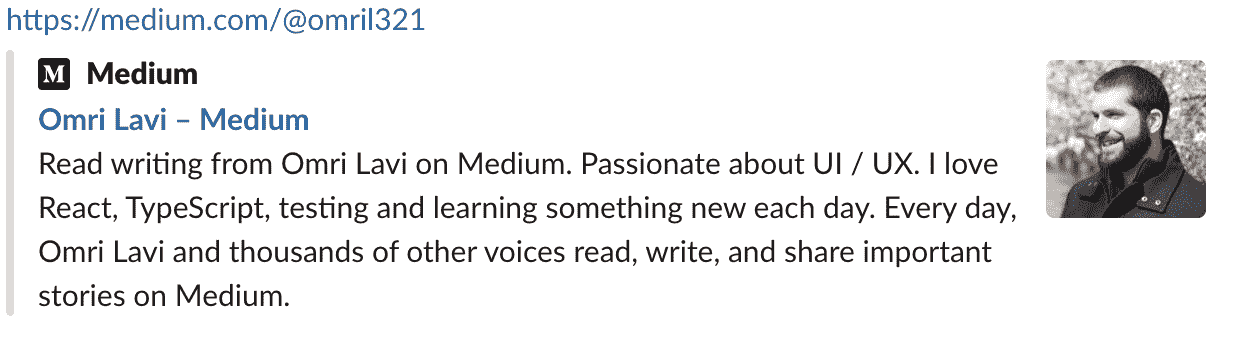 https://medium.com/@omril321
M Medium
Omri Lavi – Medium
Read writing from Omri Lavi on Medium. Passionate about UI / UX. I love
React, TypeScript, testing and learning something new each day. Every day,
Omri Lavi and thousands of other voices read, write, and share important
stories on Medium.